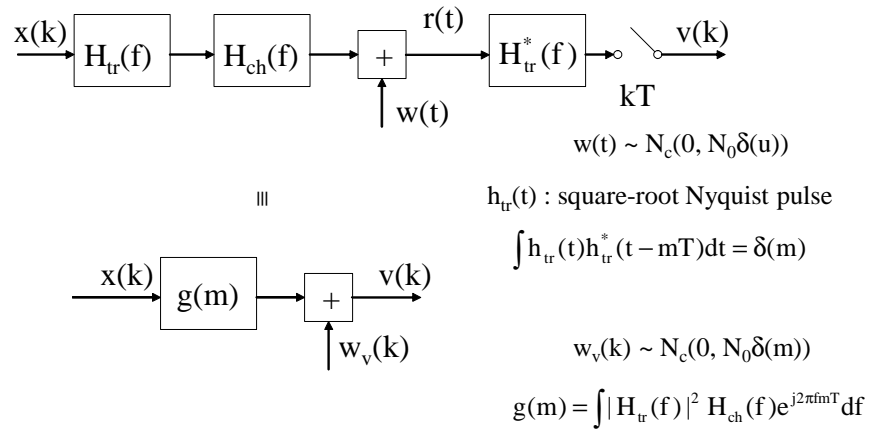 x(k) H_tr(f) H_ch(f) + r(t) H*_tr(f) v(k)
w(t) kT
w(t) ~ N_c(0, N_0δ(u))
≡ h_tr(t) : square-root Nyquist pulse
∫h_tr(t)h*_tr(t − mT)dt = δ(m)
x(k) g(m) + v(k)
w_v(k)
w_v(k) ~ N_c(0, N_0δ(m))
g(m) = ∫| H_tr(f) |² H_ch(f)e^{j2πfmT}df